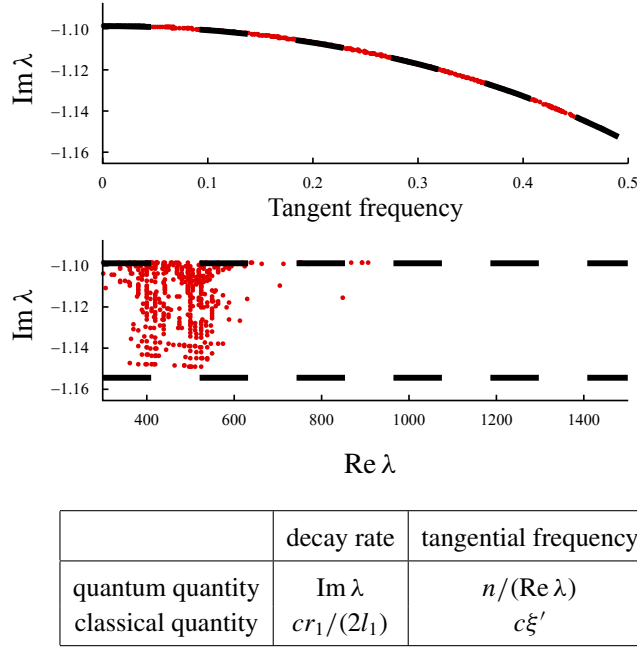 −1.10
−1.12
−1.14
−1.16
Im λ
0 0.1 0.2 0.3 0.4 0.5
Tangent frequency
−1.10
−1.12
−1.14
−1.16
Im λ
400 600 800 1000 1200 1400
Re λ
decay rate tangential frequency
quantum quantity Im λ n/(Re λ)
classical quantity cr₁/(2l₁) cξ′